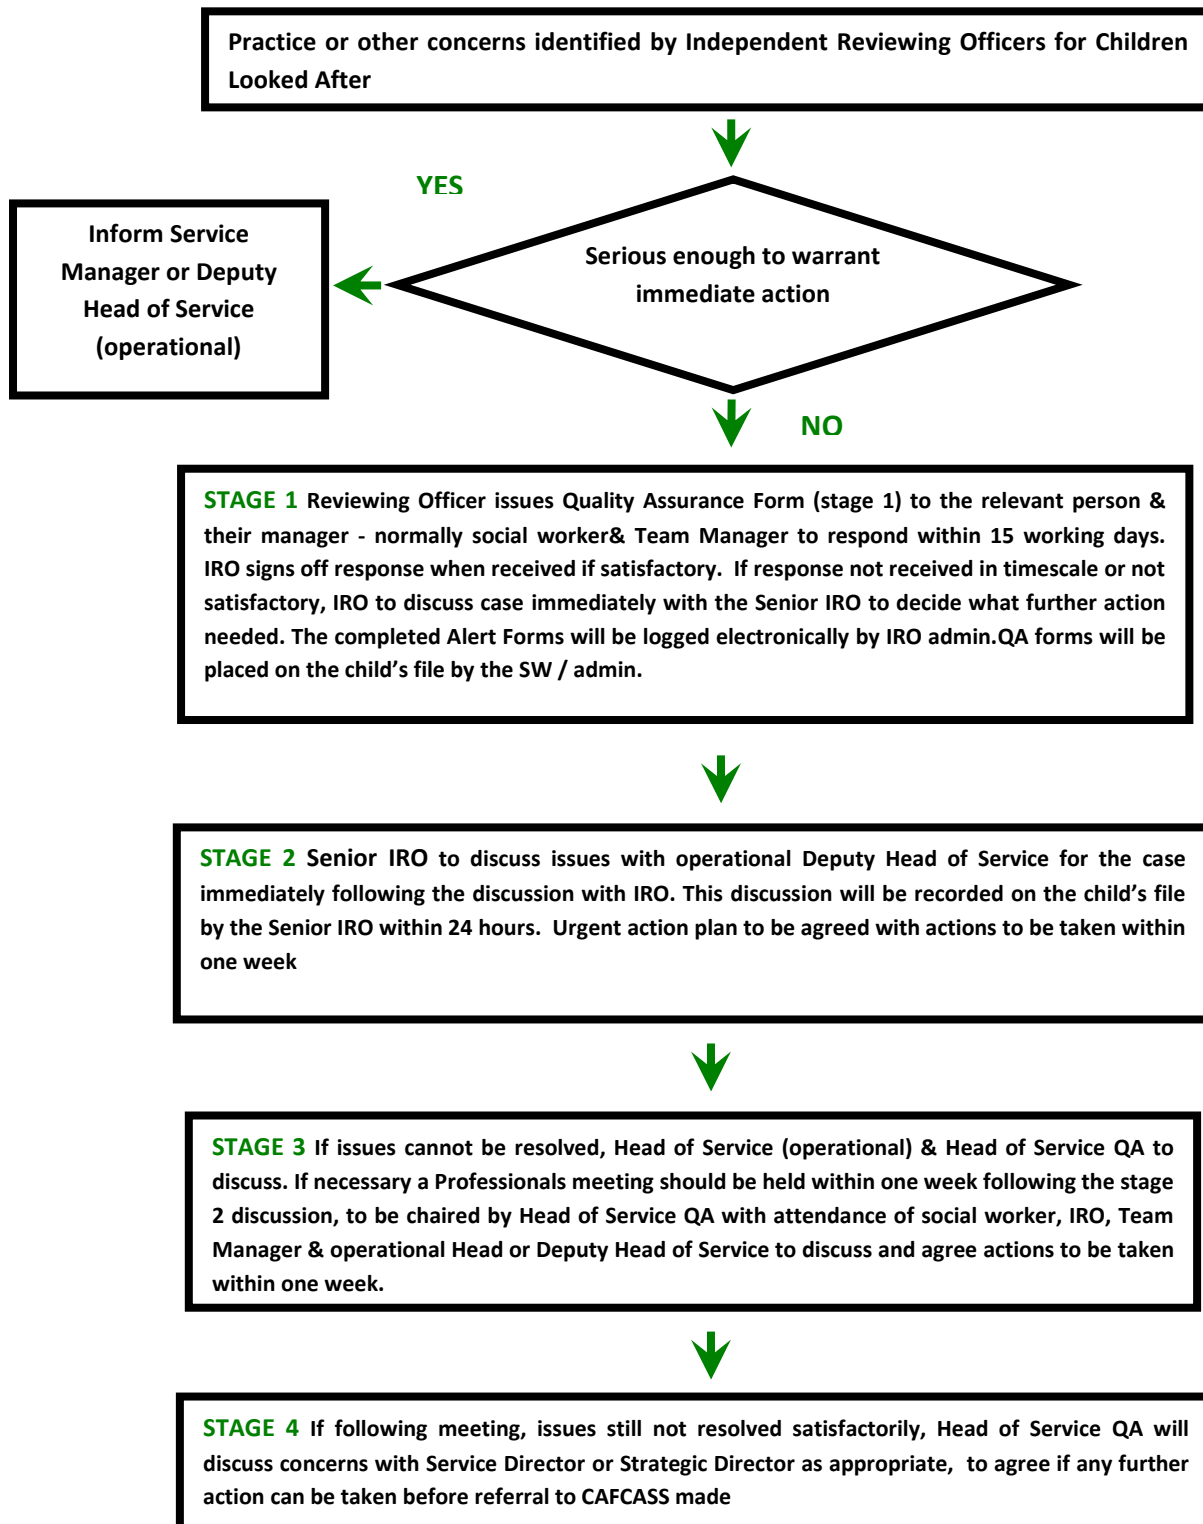 Practice or other concerns identified by Independent Reviewing Officers for Children
Looked After
YES
Inform Service
Manager or Deputy
Head of Service
(operational)
Serious enough to warrant
immediate action
NO
STAGE 1 Reviewing Officer issues Quality Assurance Form (stage 1) to the relevant person &
their manager - normally social worker& Team Manager to respond within 15 working days.
IRO signs off response when received if satisfactory. If response not received in timescale or not
satisfactory, IRO to discuss case immediately with the Senior IRO to decide what further action
needed. The completed Alert Forms will be logged electronically by IRO admin.QA forms will be
placed on the child’s file by the SW / admin.
STAGE 2 Senior IRO to discuss issues with operational Deputy Head of Service for the case
immediately following the discussion with IRO. This discussion will be recorded on the child’s file
by the Senior IRO within 24 hours. Urgent action plan to be agreed with actions to be taken within
one week
STAGE 3 If issues cannot be resolved, Head of Service (operational) & Head of Service QA to
discuss. If necessary a Professionals meeting should be held within one week following the stage
2 discussion, to be chaired by Head of Service QA with attendance of social worker, IRO, Team
Manager & operational Head or Deputy Head of Service to discuss and agree actions to be taken
within one week.
STAGE 4 If following meeting, issues still not resolved satisfactorily, Head of Service QA will
discuss concerns with Service Director or Strategic Director as appropriate, to agree if any further
action can be taken before referral to CAFCASS made